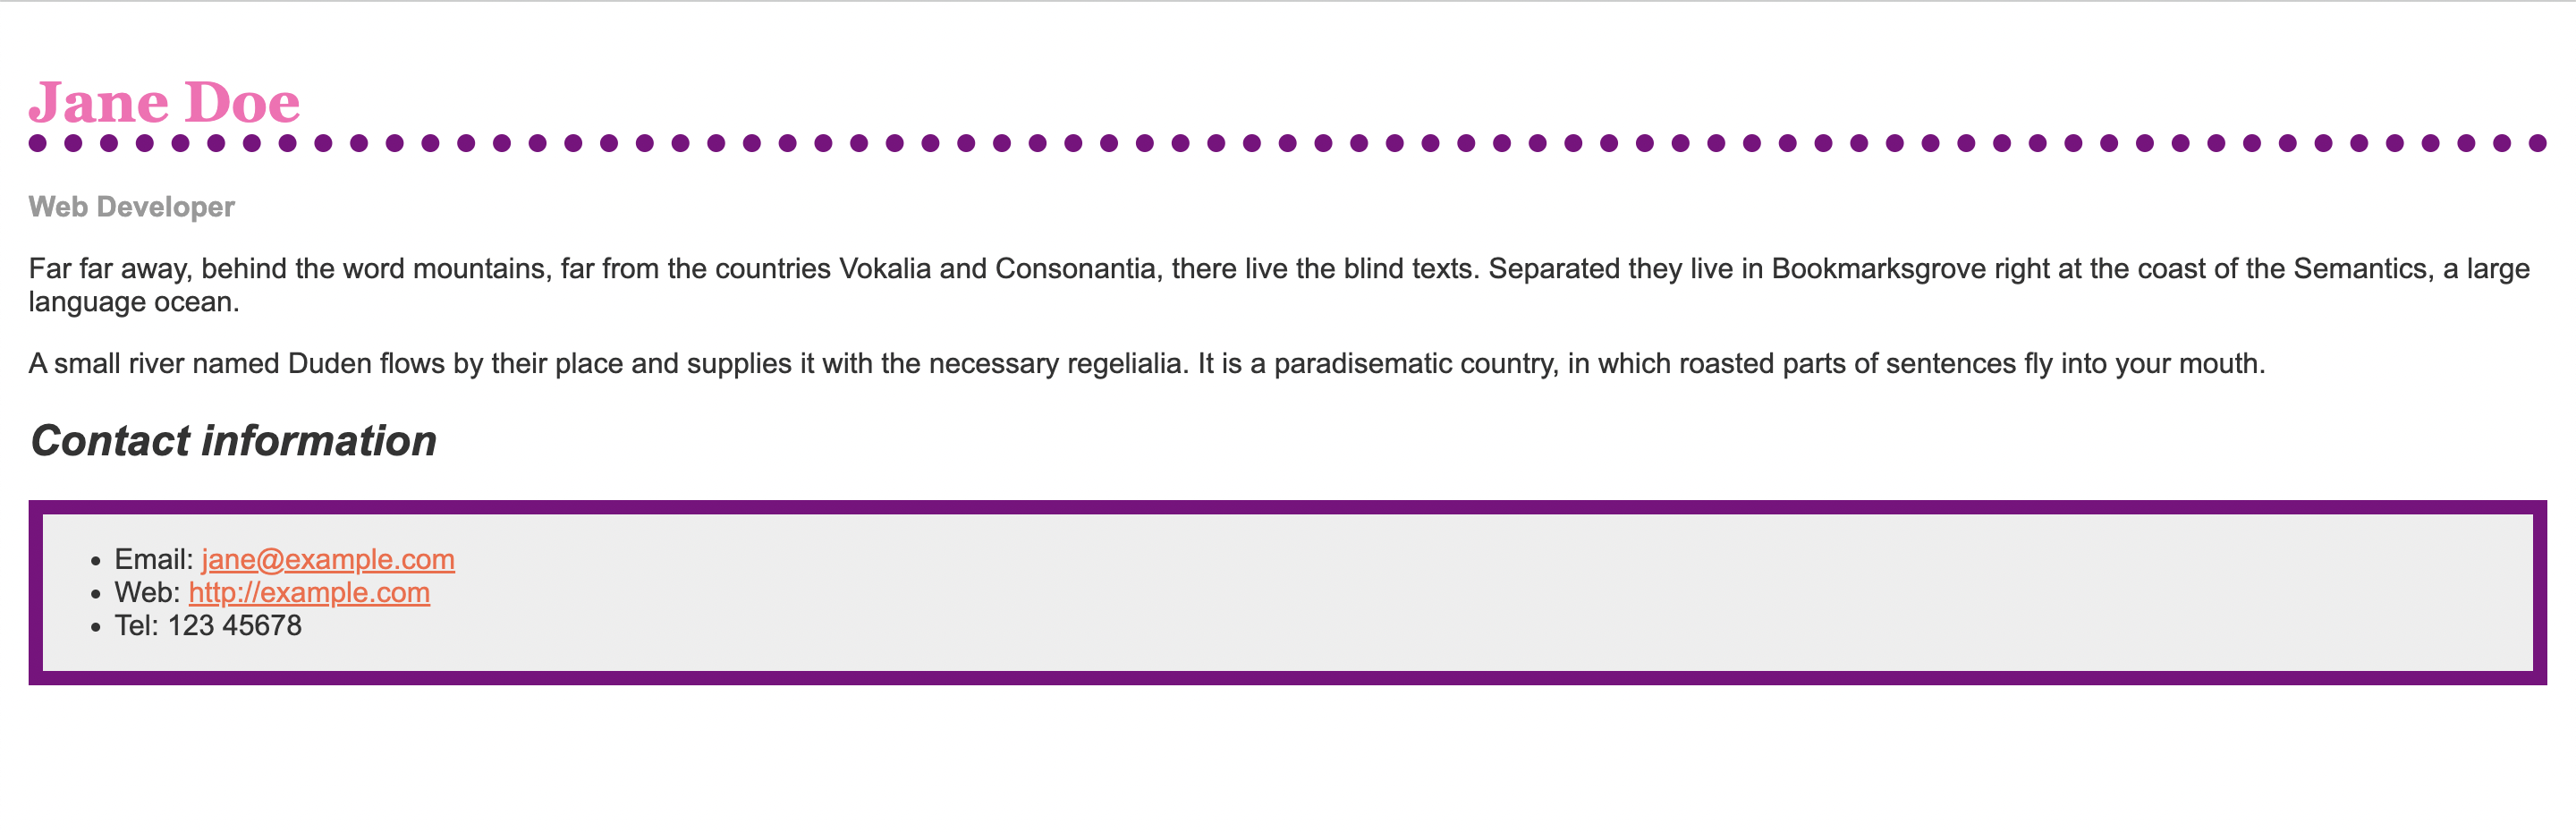 Jane Doe
Web Developer
Far far away, behind the word mountains, far from the countries Vokalia and Consonantia, there live the blind texts. Separated they live in Bookmarksgrove right at the coast of the Semantics, a large
language ocean.
A small river named Duden flows by their place and supplies it with the necessary regelialia. It is a paradisematic country, in which roasted parts of sentences fly into your mouth.
Contact information
• Email: jane@example.com
• Web: http://example.com
• Tel: 123 45678